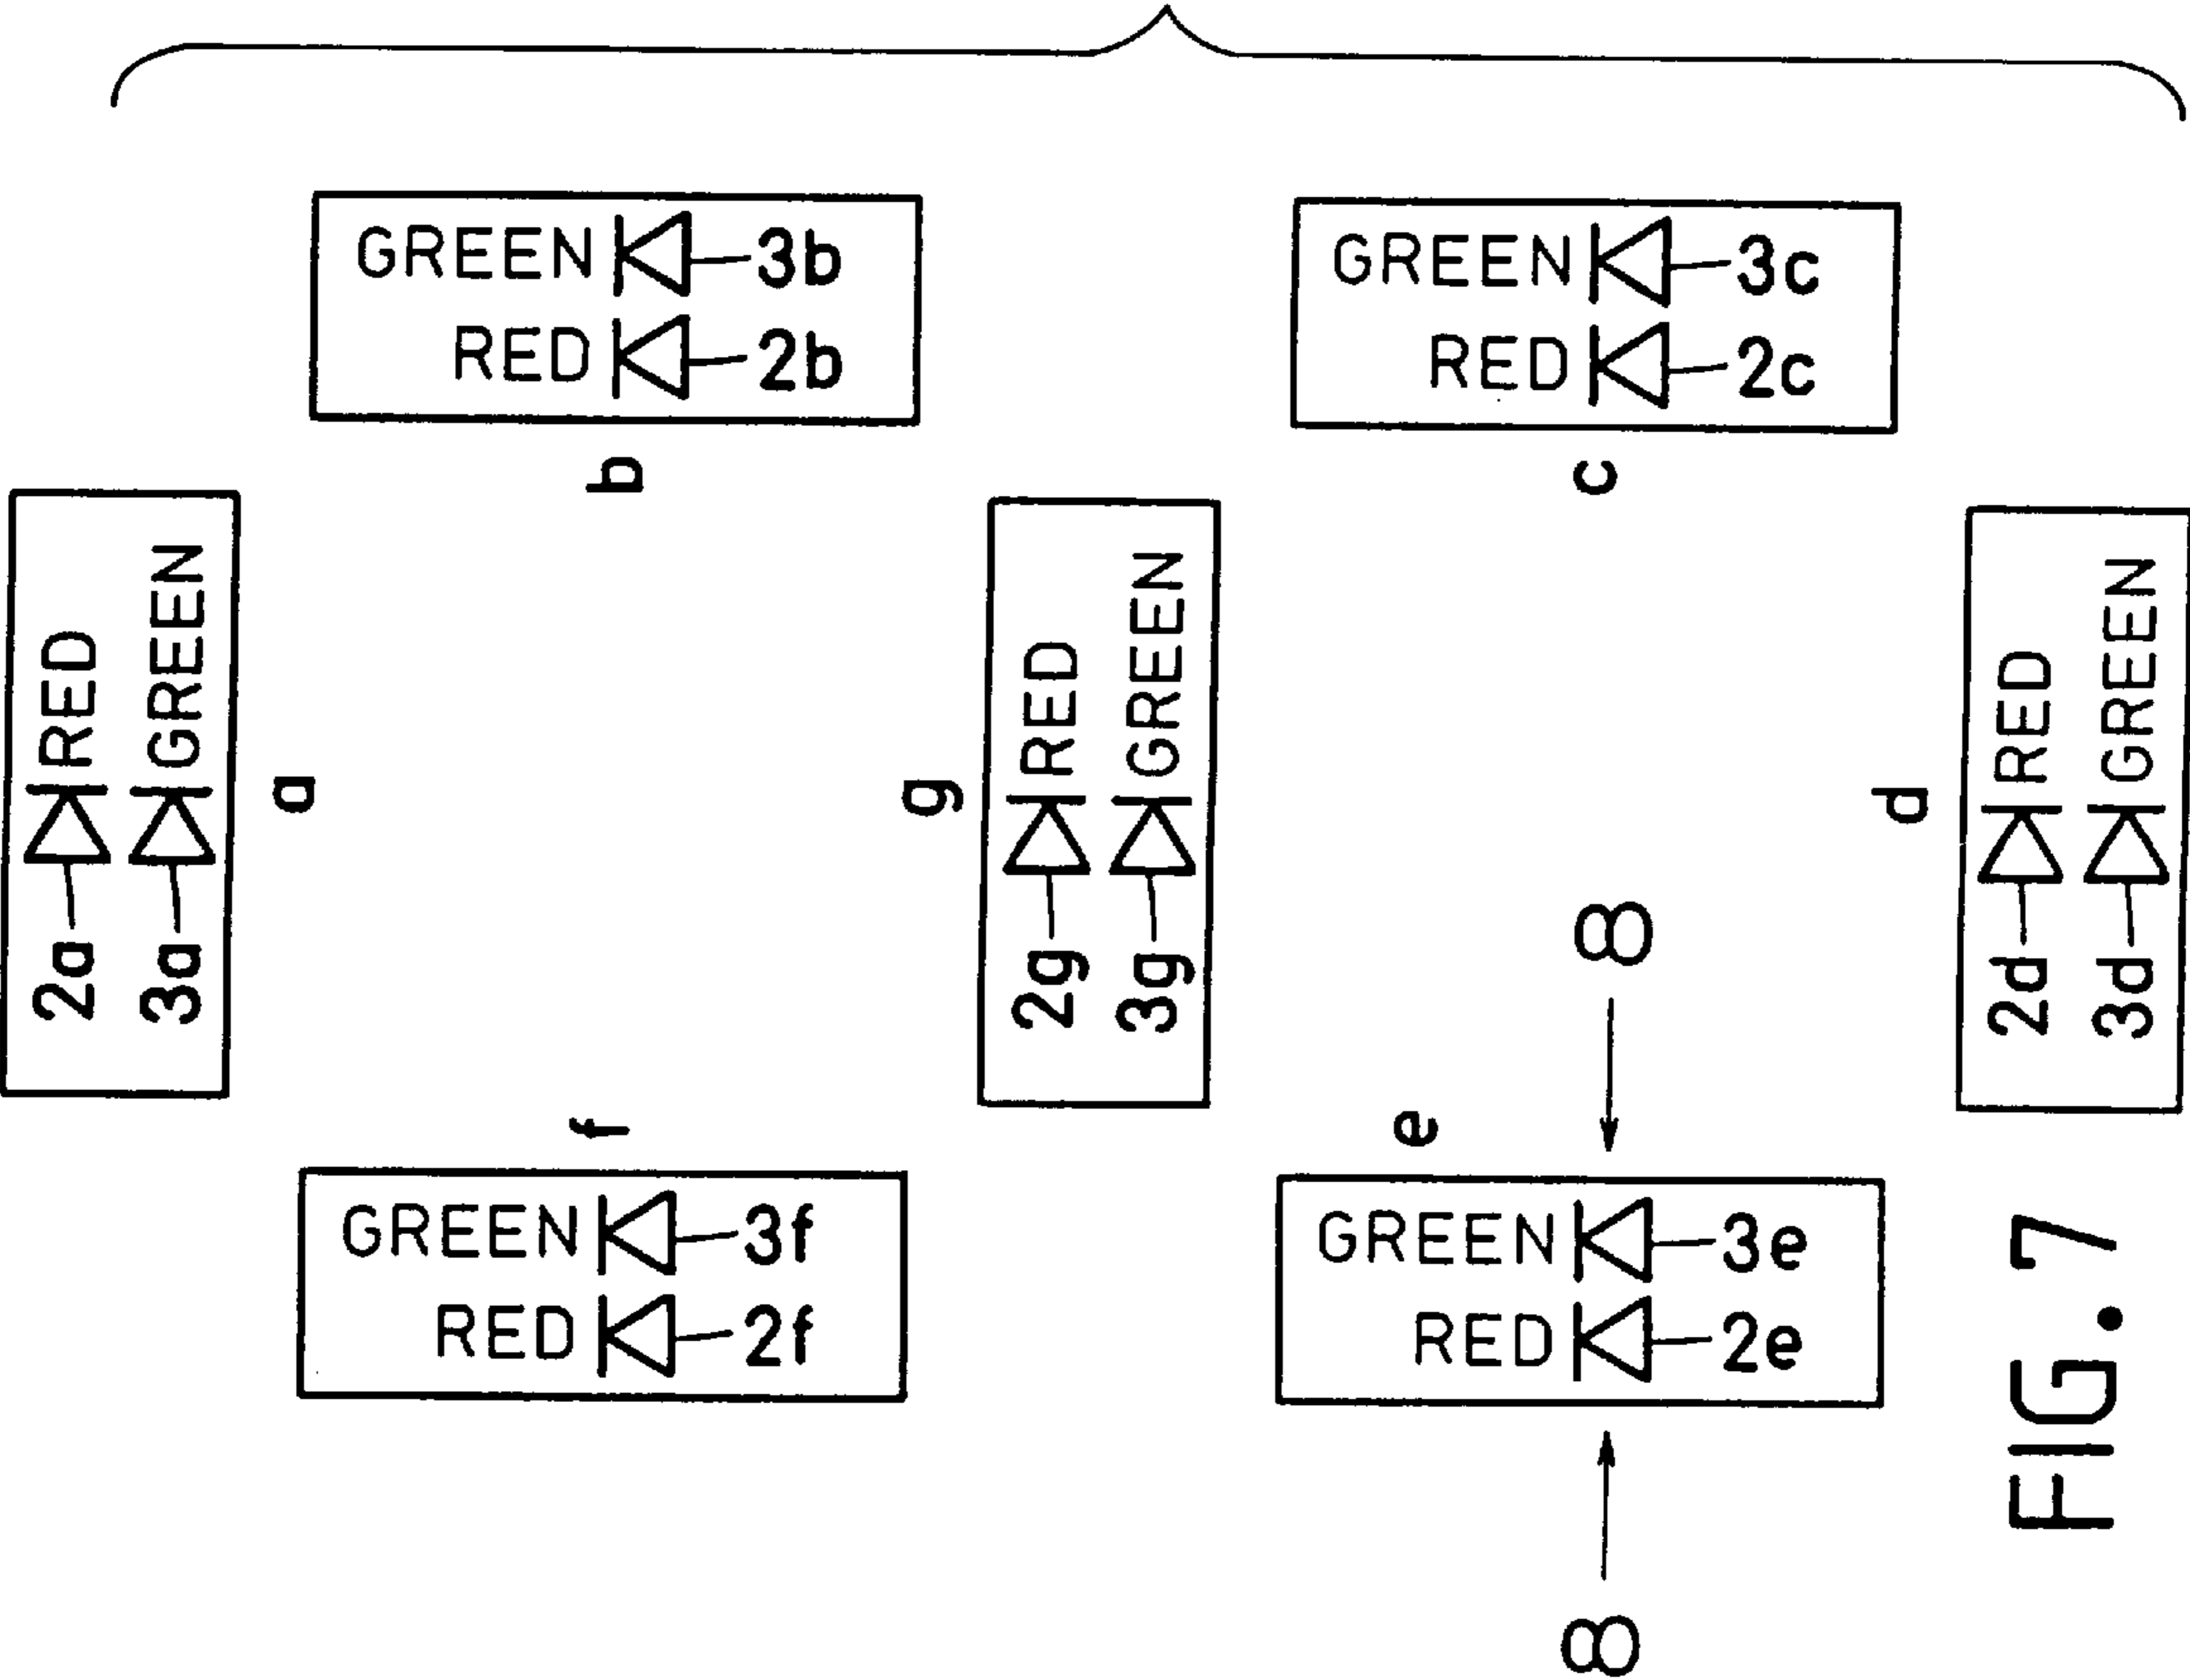 2a RED
3a GREEN
a
GREEN 3b
RED 2b
b
GREEN 3f
RED 2f
f
g
2g RED
3g GREEN
GREEN 3c
RED 2c
c
e
GREEN 3e
RED 2e
8
8
d
2d RED
3d GREEN
FIG. 7